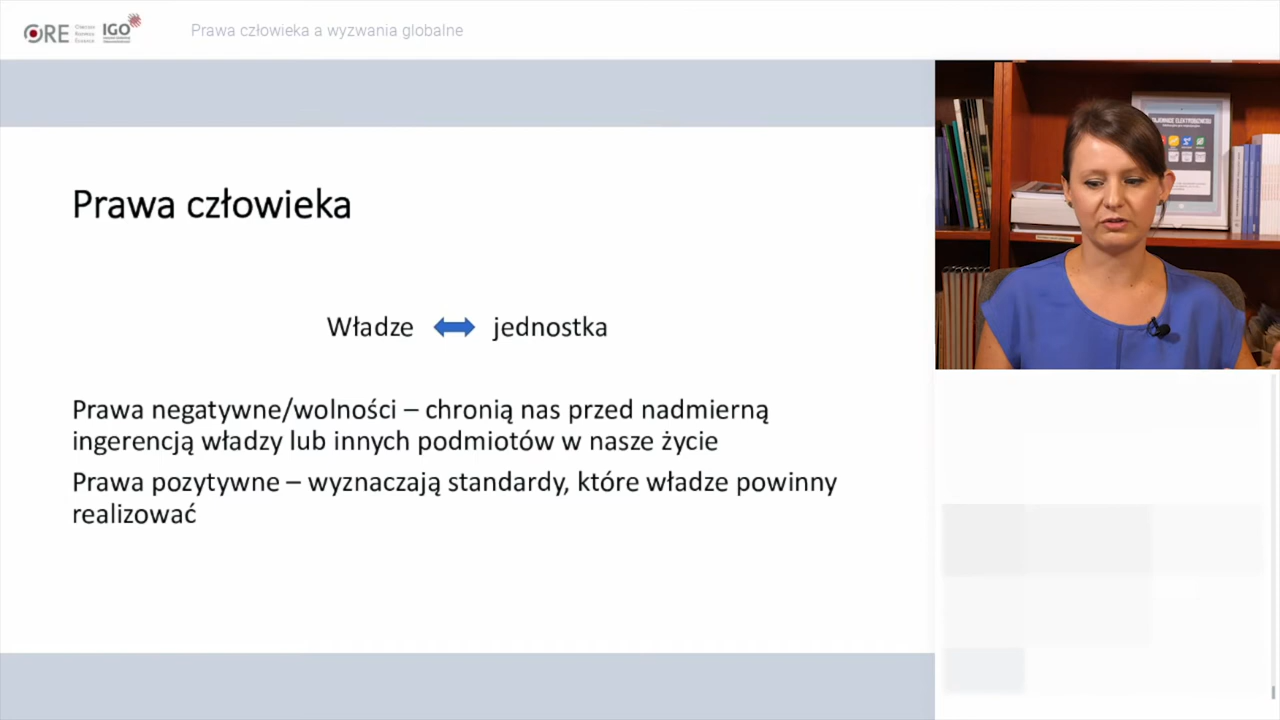 ORE
IGO
Prawa człowieka a wyzwania globalne
Prawa człowieka
Władze
jednostka
Prawa negatywne/wolności – chronią nas przed nadmierną
ingerencją władzy lub innych podmiotów w nasze życie
Prawa pozytywne – wyznaczają standardy, które władze powinny
realizować